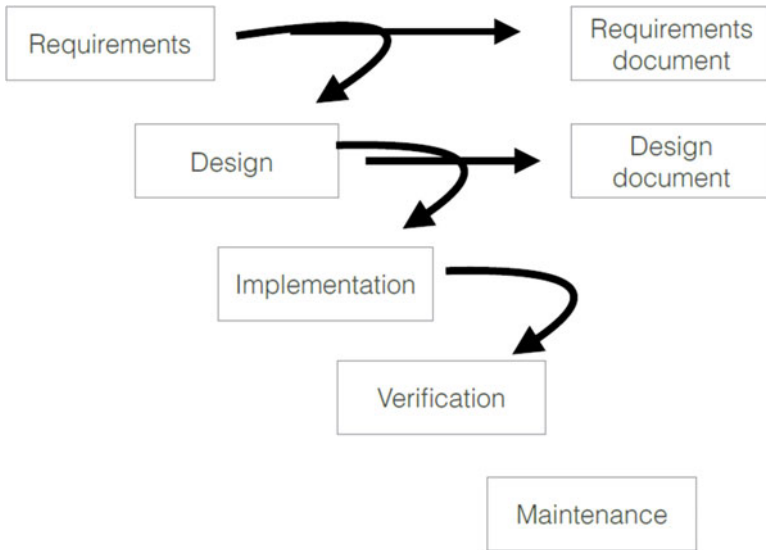 Requirements
Requirements
document
Design
Design
document
Implementation
Verification
Maintenance